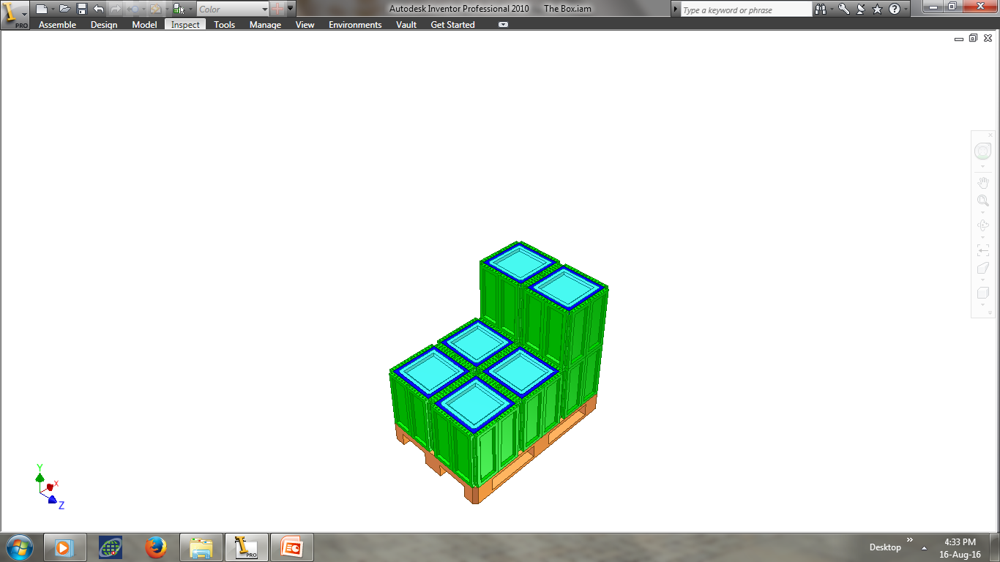 Color
Autodesk Inventor Professional 2010 The Box.iam
Type a keyword or phrase
PRO
Assemble Design Model Inspect Tools Manage View Environments Vault Get Started
Y
X
Z
PRO
Desktop
4:33 PM
16-Aug-16